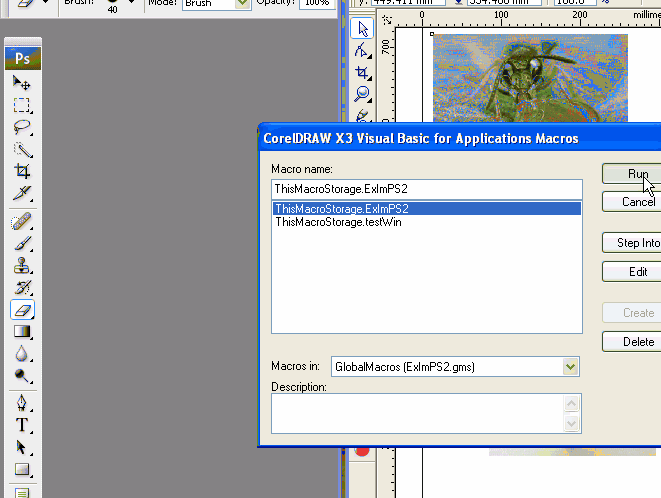 Brush: Mode: Brush Opacity: 100%
40
y: 449.411 mm 334.466 mm 100.0 %
0 100 200 millime
700
Ps
T
CorelDRAW X3 Visual Basic for Applications Macros
Macro name:
ThisMacroStorage.ExImPS2
ThisMacroStorage.ExImPS2
ThisMacroStorage.testWin
Run
Cancel
Step Into
Edit
Create
Delete
Macros in: GlobalMacros (ExImPS2.gms)
Description: